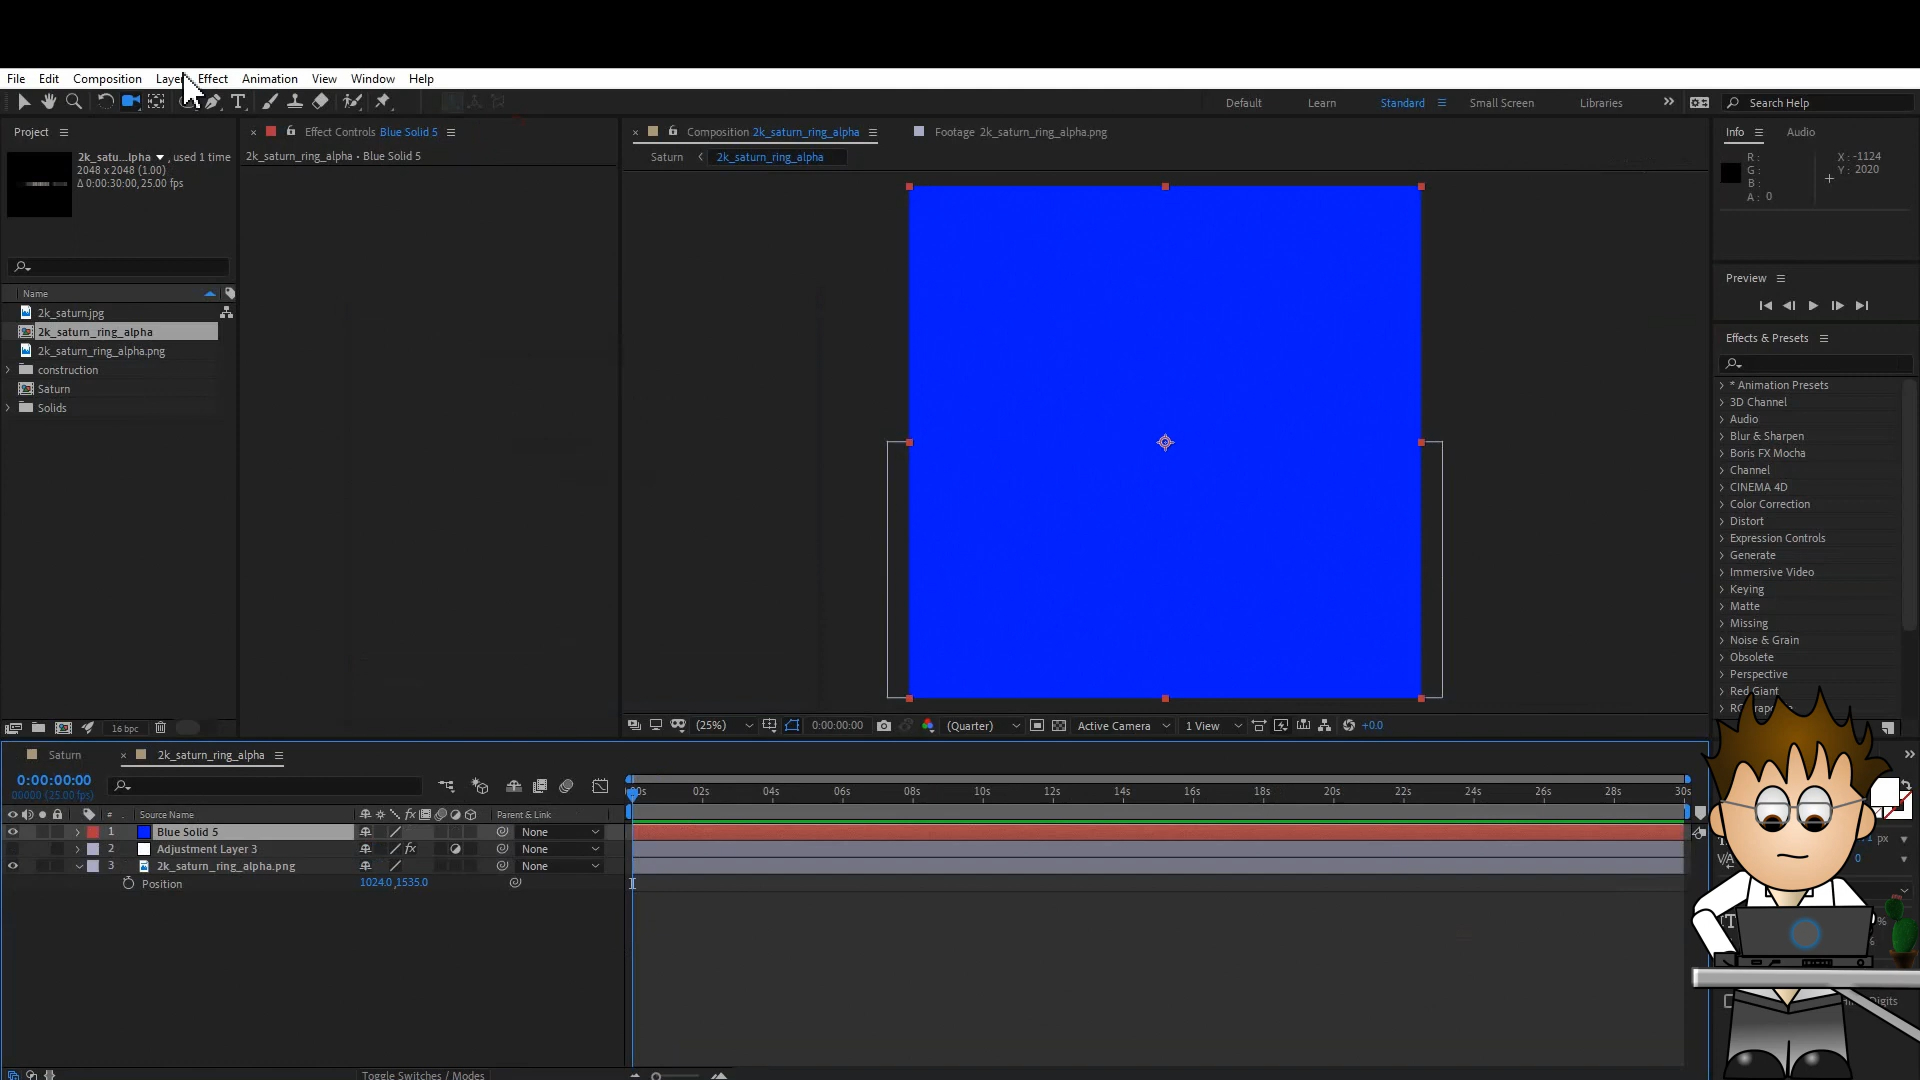 File Edit Composition Layer Effect Animation View Window Help
Default Learn Standard Small Screen Libraries Search Help
Project
2k_satu...lpha , used 1 time
2048 x 2048 (1.00)
Δ 0:00:30:00, 25.00 fps
Name
2k_saturn.jpg
2k_saturn_ring_alpha
2k_saturn_ring_alpha.png
construction
Saturn
Solids
16 bpc
Effect Controls Blue Solid 5
2k_saturn_ring_alpha • Blue Solid 5
Composition 2k_saturn_ring_alpha
Footage 2k_saturn_ring_alpha.png
Saturn 2k_saturn_ring_alpha
(25%) 0:00:00:00 (Quarter) Active Camera 1 View +0.0
Info Audio
R :
G :
B :
A : 0
X : -1124
Y : 2020
Preview
Effects & Presets
* Animation Presets
3D Channel
Audio
Blur & Sharpen
Boris FX Mocha
Channel
CINEMA 4D
Color Correction
Distort
Expression Controls
Generate
Immersive Video
Keying
Matte
Missing
Noise & Grain
Obsolete
Perspective
Red Giant
Saturn 2k_saturn_ring_alpha
0:00:00:00
00000 (25.00 fps)
# Source Name Parent & Link
1 Blue Solid 5 None
2 Adjustment Layer 3 None
3 2k_saturn_ring_alpha.png None
Position 1024.0,1535.0
02s 04s 06s 08s 10s 12s 14s 16s 18s 20s 22s 24s 26s 28s 30s
px
0
%
%
Digits
Toggle Switches / Modes